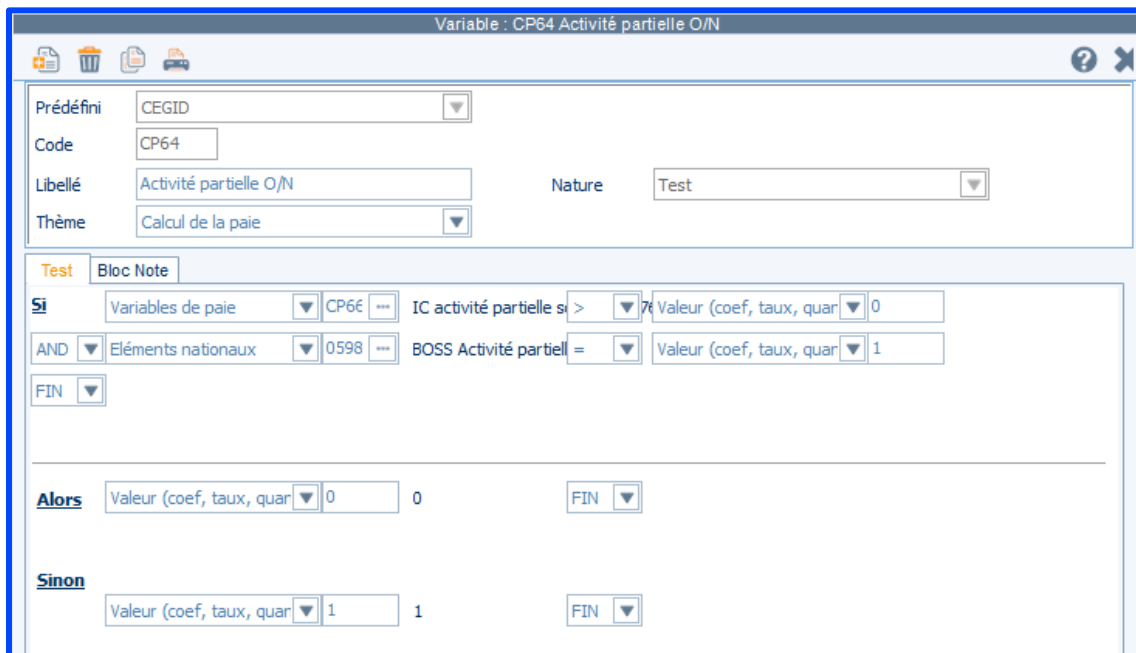 Variable : CP64 Activité partielle O/N
Prédéfini CEGID
Code CP64
Libellé Activité partielle O/N Nature Test
Thème Calcul de la paie
Test Bloc Note
Si Variables de paie CP66 ... IC activité partielle > Valeur (coef, taux, quar 0
AND Eléments nationaux 0598 ... BOSS Activité partiell = Valeur (coef, taux, quar 1
FIN
Alors Valeur (coef, taux, quar 0 0 FIN
Sinon
Valeur (coef, taux, quar 1 1 FIN